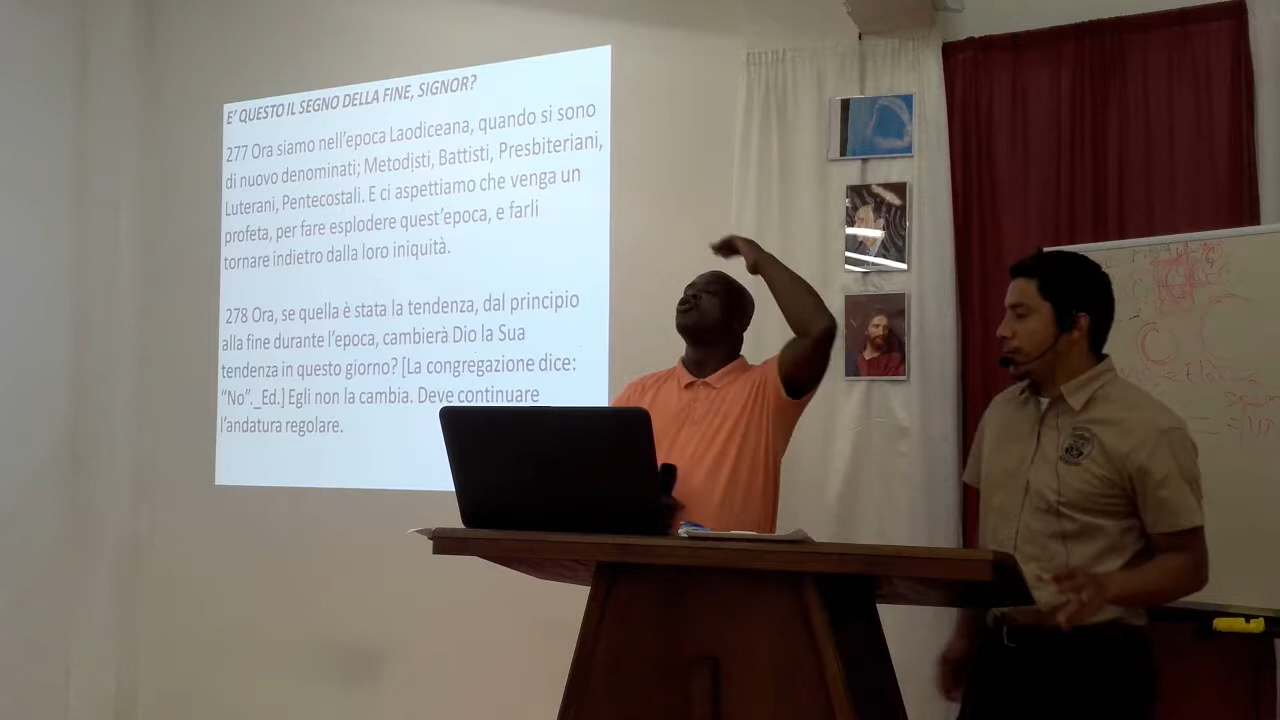 E' QUESTO IL SEGNO DELLA FINE, SIGNOR?
277 Ora siamo nell'epoca Laodiceana, quando si sono
di nuovo denominati; Metodisti, Battisti, Presbiteriani,
Luterani, Pentecostali. E ci aspettiamo che venga un
profeta, per fare esplodere quest'epoca, e farli
tornare indietro dalla loro iniquità.
278 Ora, se quella è stata la tendenza, dal principio
alla fine durante l'epoca, cambierà Dio la Sua
tendenza in questo giorno? [La congregazione dice:
“No”._Ed.] Egli non la cambia. Deve continuare
l'andatura regolare.